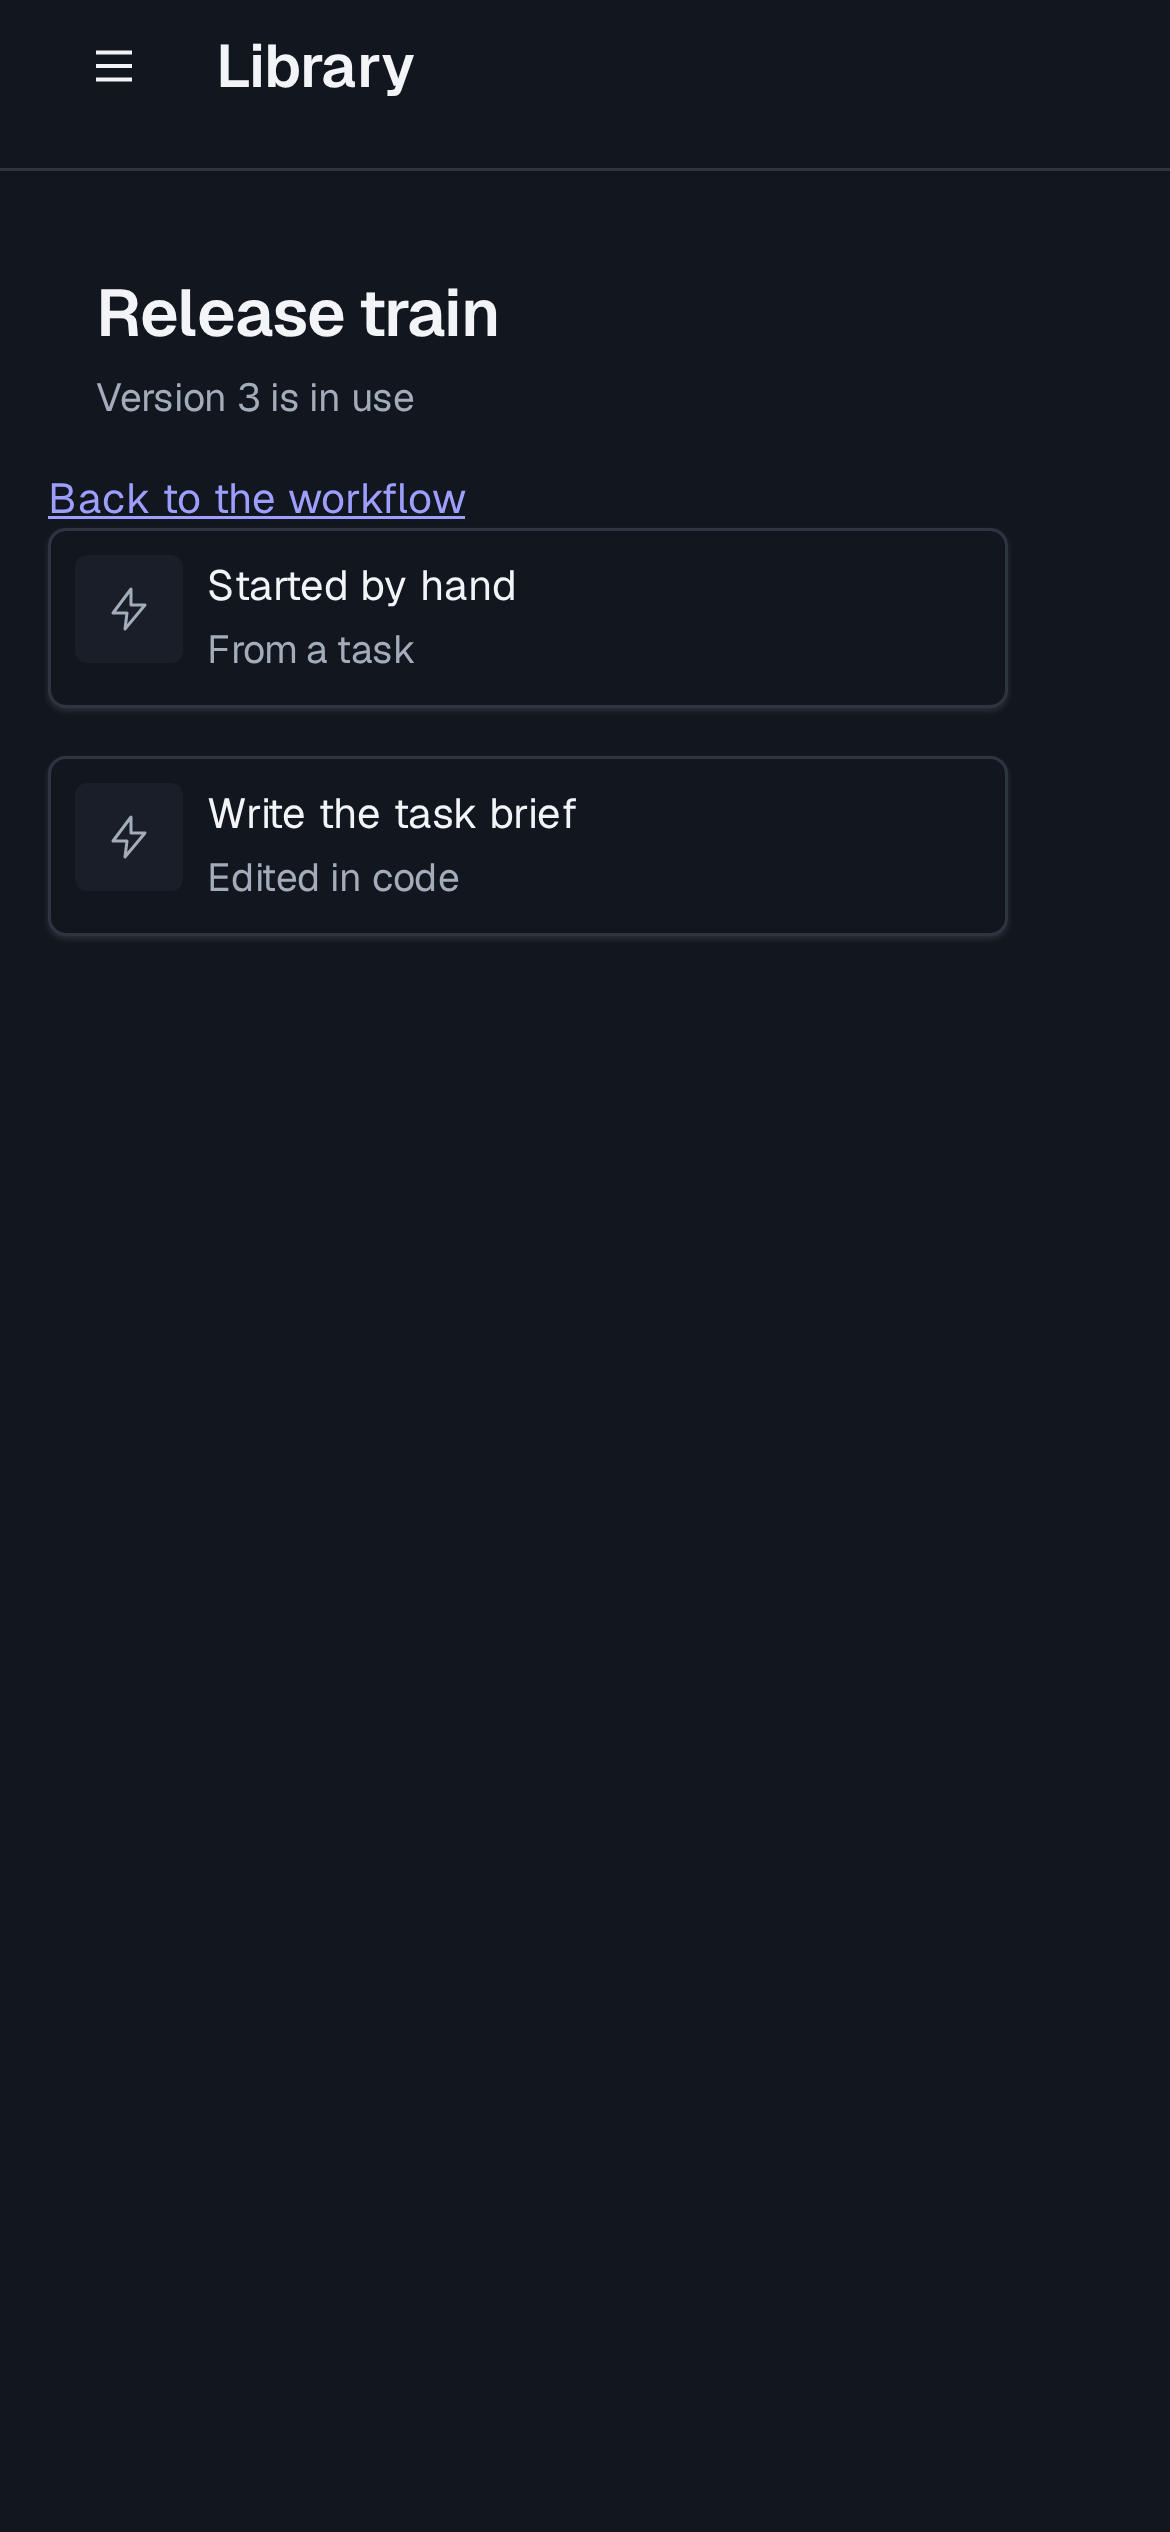 Library
Release train
Version 3 is in use
Back to the workflow
Started by hand
From a task
Write the task brief
Edited in code